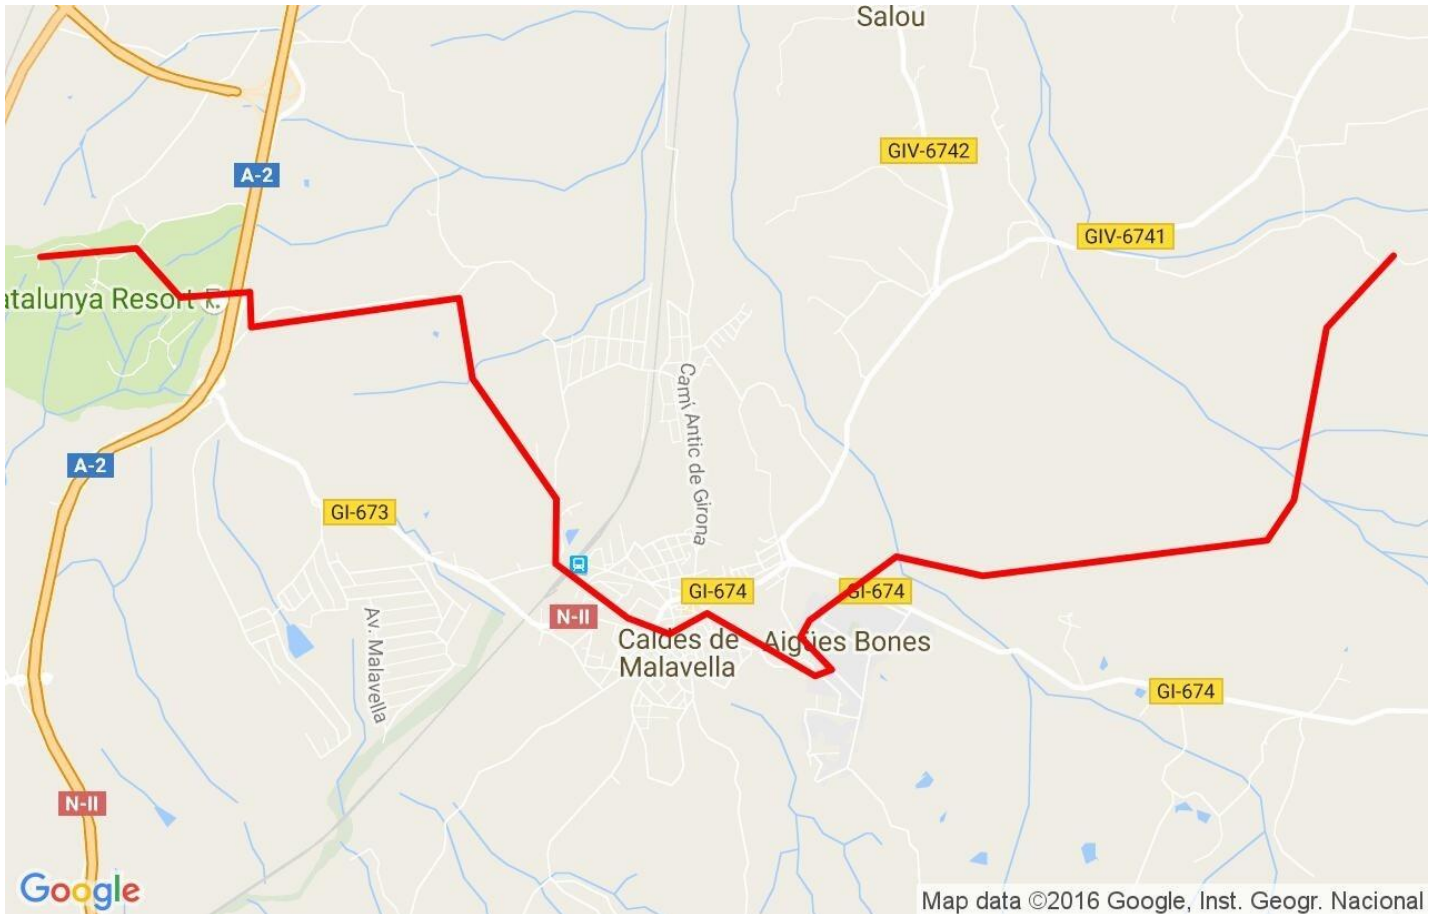 Salou
GIV-6742
A-2
GIV-6741
atalunya Resort
Camí Antic de Girona
A-2
GI-673
GI-674
GI-674
N-II
Caldes de
Malavella
Aigües Bones
Av. Malavella
GI-674
N-II
Google
Map data ©2016 Google, Inst. Geogr. Nacional